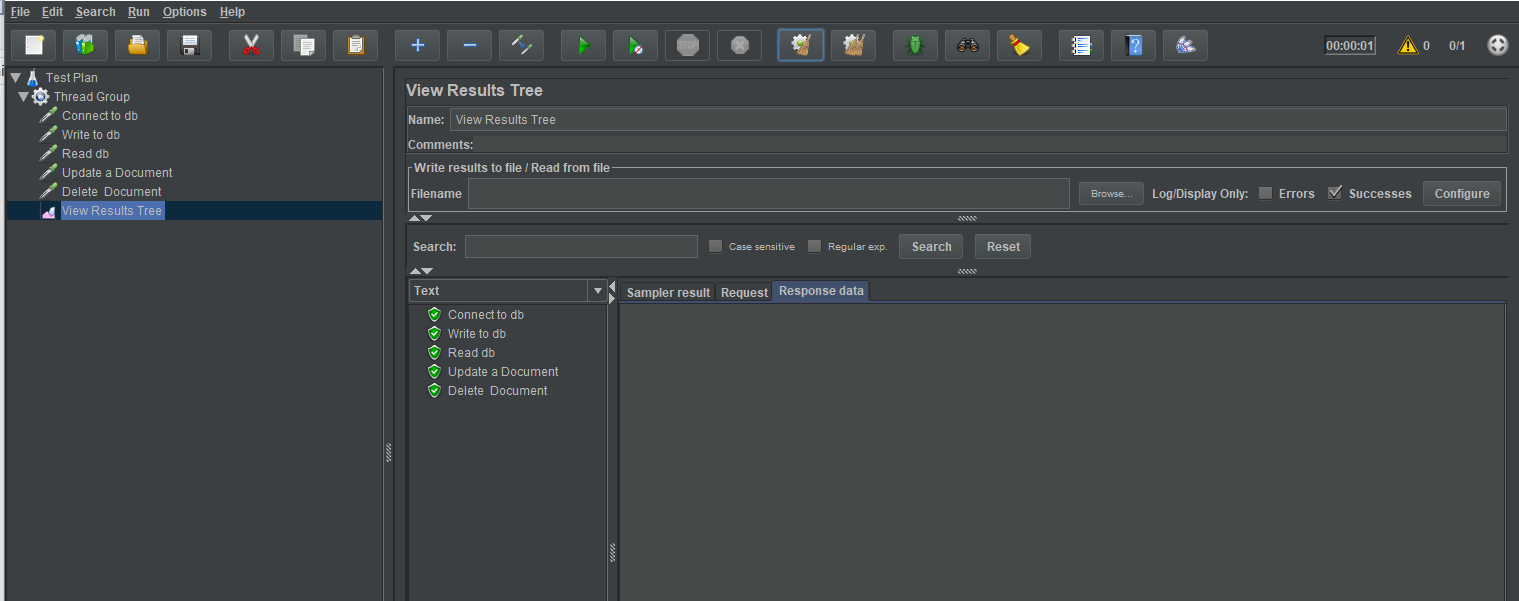 File Edit Search Run Options Help
STOP
00:00:01 0 0/1
Test Plan
Thread Group
Connect to db
Write to db
Read db
Update a Document
Delete  Document
View Results Tree
View Results Tree
Name: View Results Tree
Comments:
Write results to file / Read from file
Filename Browse... Log/Display Only: Errors Successes Configure
Search: Case sensitive Regular exp. Search Reset
Text
Sampler result Request Response data
Connect to db
Write to db
Read db
Update a Document
Delete  Document